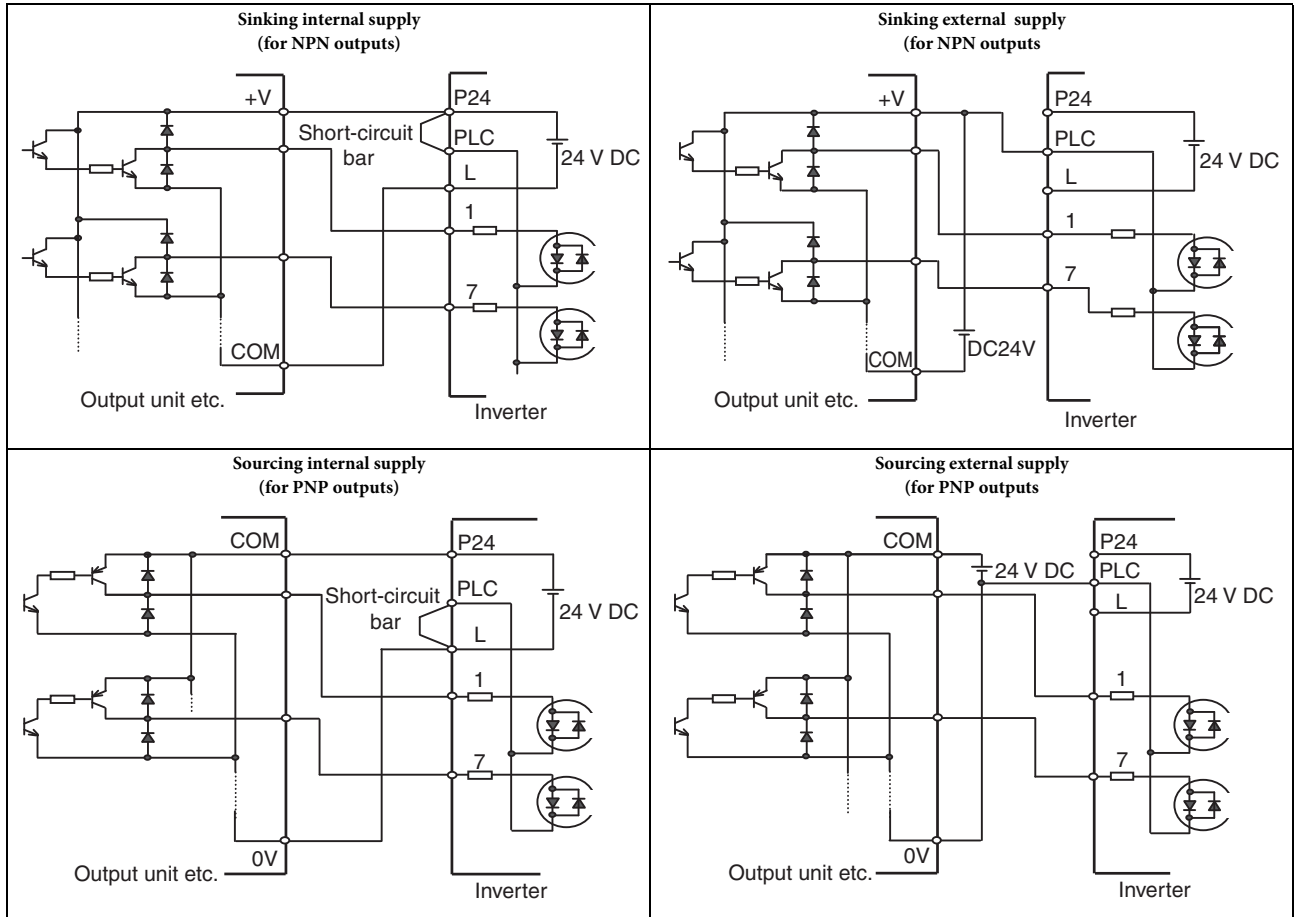 Sinking internal supply
(for NPN outputs)
+V
P24
Short-circuit
bar
PLC
24 V DC
L
1
7
COM
Output unit etc.
Inverter
Sinking external supply
(for NPN outputs
+V
P24
PLC
24 V DC
L
1
7
DC24V
COM
Output unit etc.
Inverter
Sourcing internal supply
(for PNP outputs)
COM
P24
PLC
Short-circuit
bar
24 V DC
L
1
7
0V
Output unit etc.
Inverter
Sourcing external supply
(for PNP outputs
COM
P24
24 V DC
PLC
24 V DC
L
1
7
0V
Output unit etc.
Inverter